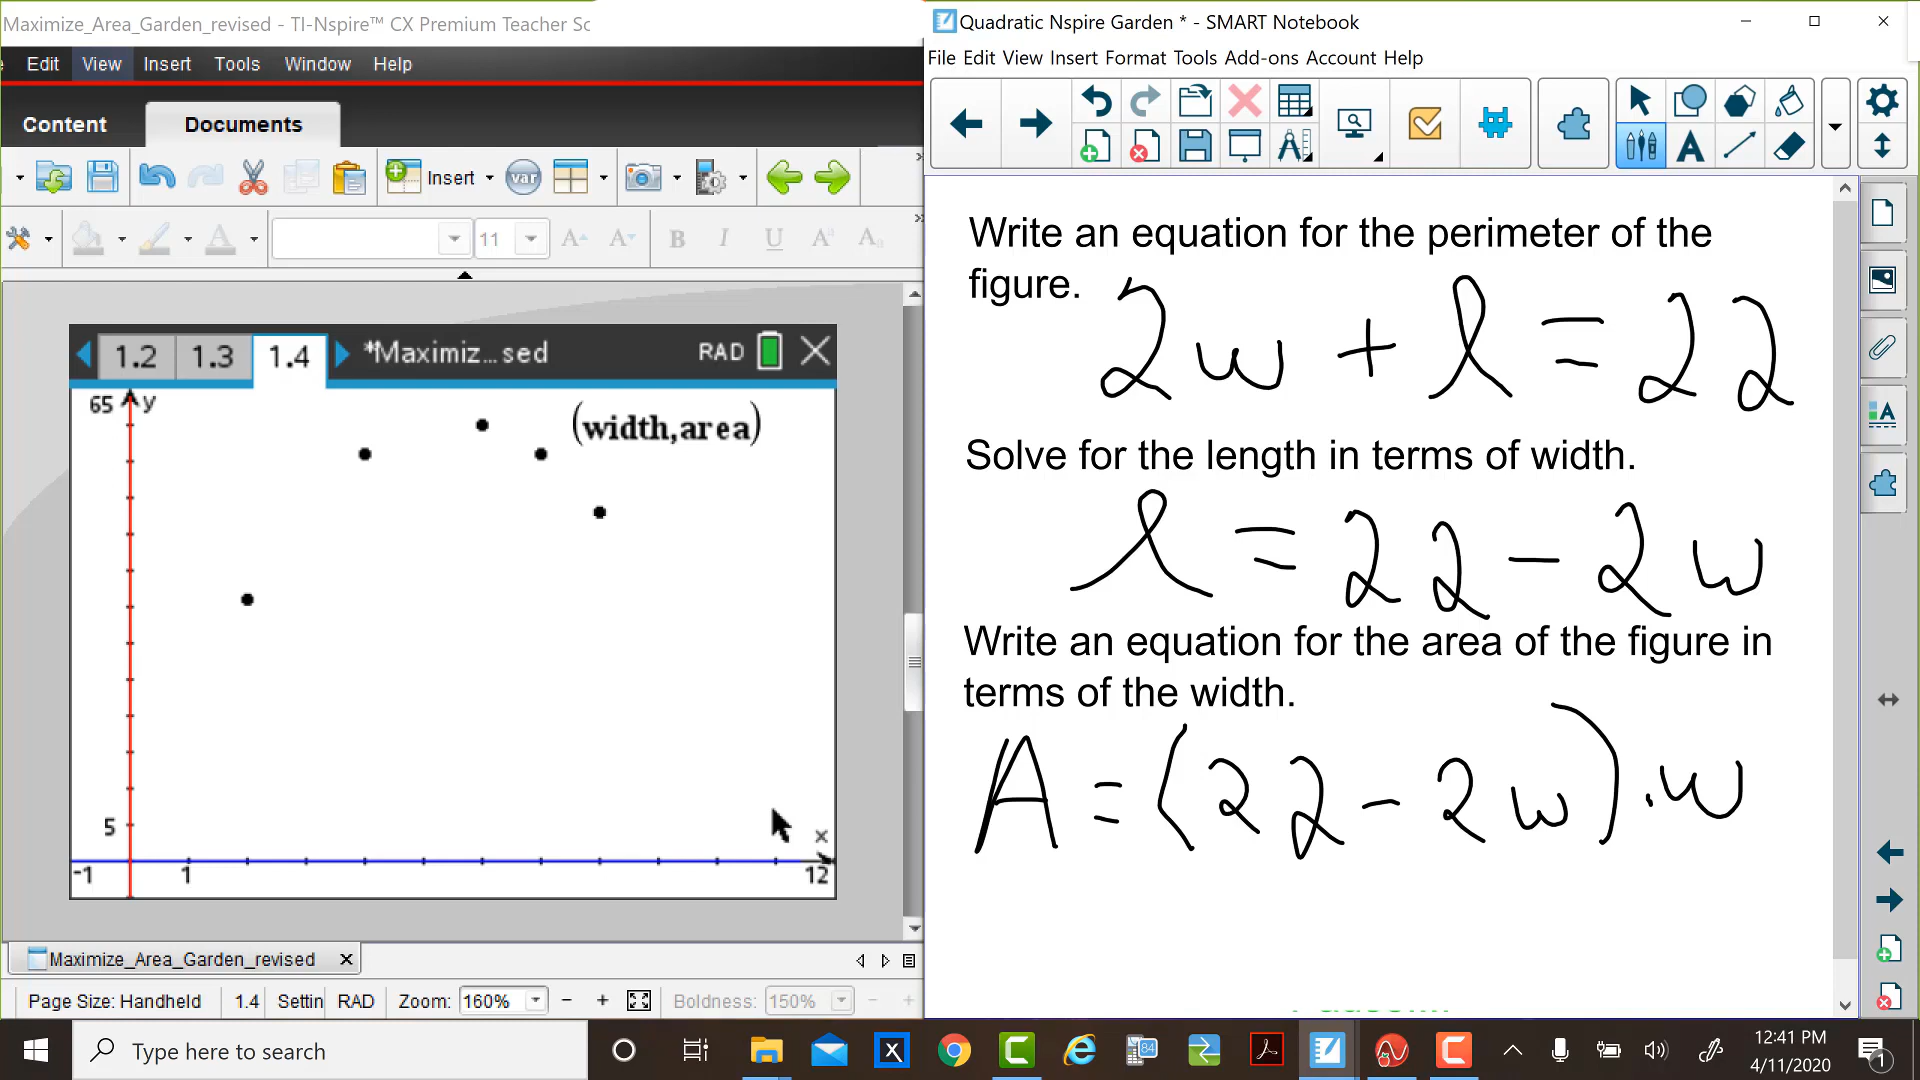 Maximize_Area_Garden_revised - TI-Nspire™ CX Premium Teacher Sc
Edit View Insert Tools Window Help
Content Documents
Insert var
11 A A B I U A A
1.2 1.3 1.4 *Maximiz...sed RAD
65 y (width,area)
5 x
-1 1 12
Maximize_Area_Garden_revised
Page Size: Handheld 1.4 Settin RAD Zoom: 160% Boldness: 150%
Quadratic Nspire Garden * - SMART Notebook
File Edit View Insert Format Tools Add-ons Account Help
Write an equation for the perimeter of the
figure. 2w + l = 22
Solve for the length in terms of width.
l = 22 - 2w
Write an equation for the area of the figure in
terms of the width.
A = (22 - 2w) . w
Type here to search
84
12:41 PM
4/11/2020
1